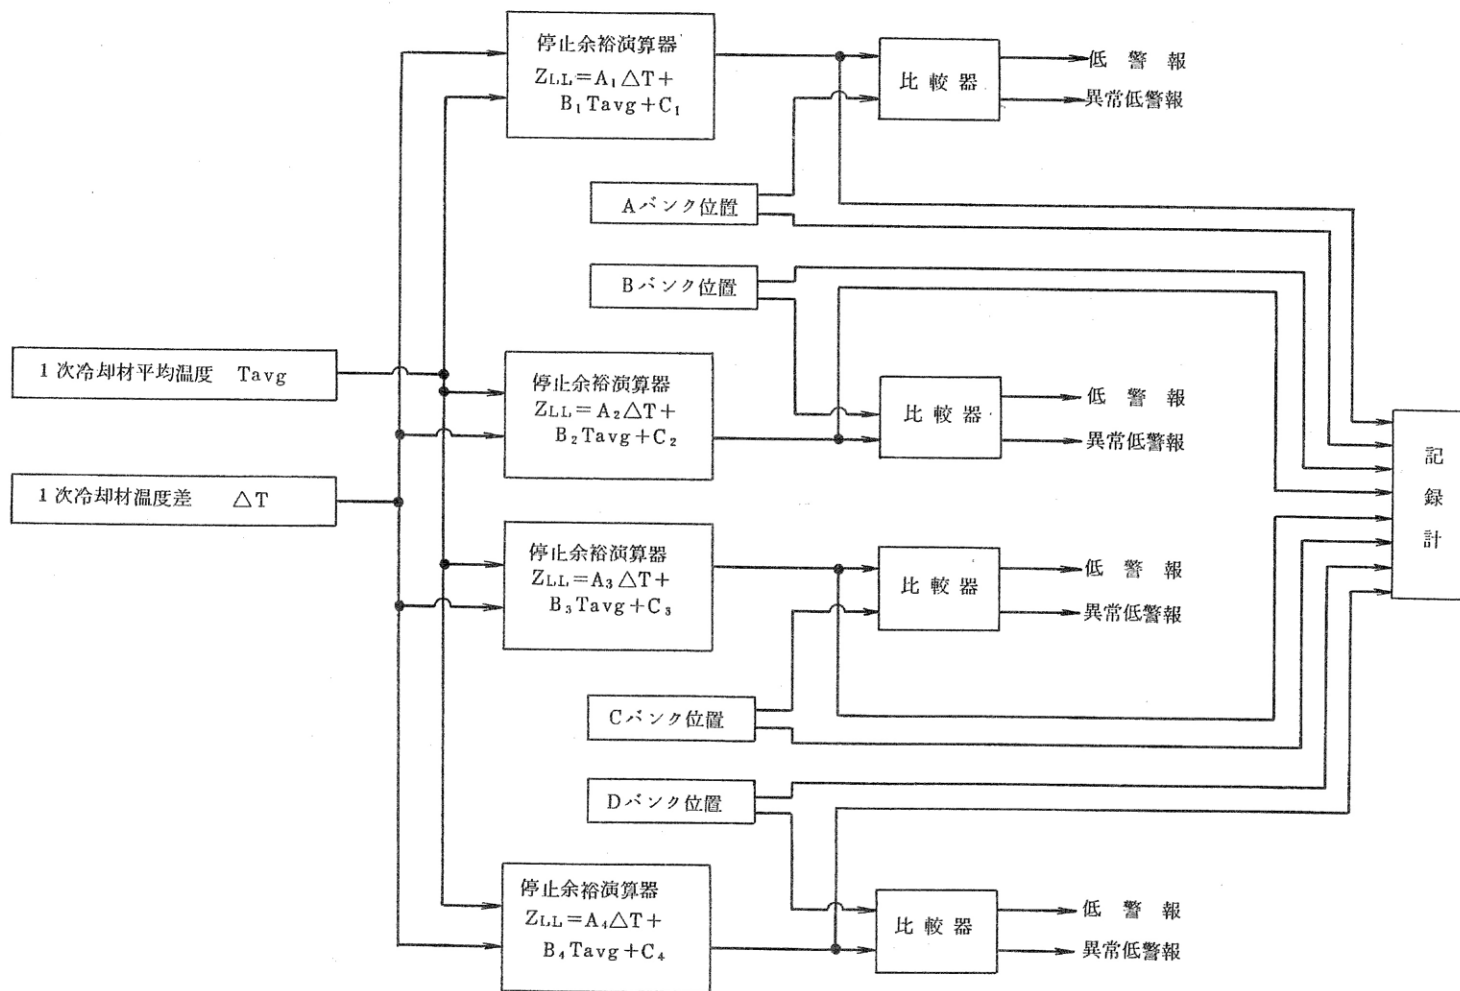 停止余裕演算器
ZLL=A₁△T+
B₁Tavg+C₁
比較器
低警報
異常低警報
Aバンク位置
Bバンク位置
1次冷却材平均温度 Tavg
停止余裕演算器
ZLL=A₂△T+
B₂Tavg+C₂
比較器
低警報
異常低警報
1次冷却材温度差 △T
停止余裕演算器
ZLL=A₃△T+
B₃Tavg+C₃
比較器
低警報
異常低警報
記
録
計
Cバンク位置
Dバンク位置
停止余裕演算器
ZLL=A₄△T+
B₄Tavg+C₄
比較器
低警報
異常低警報